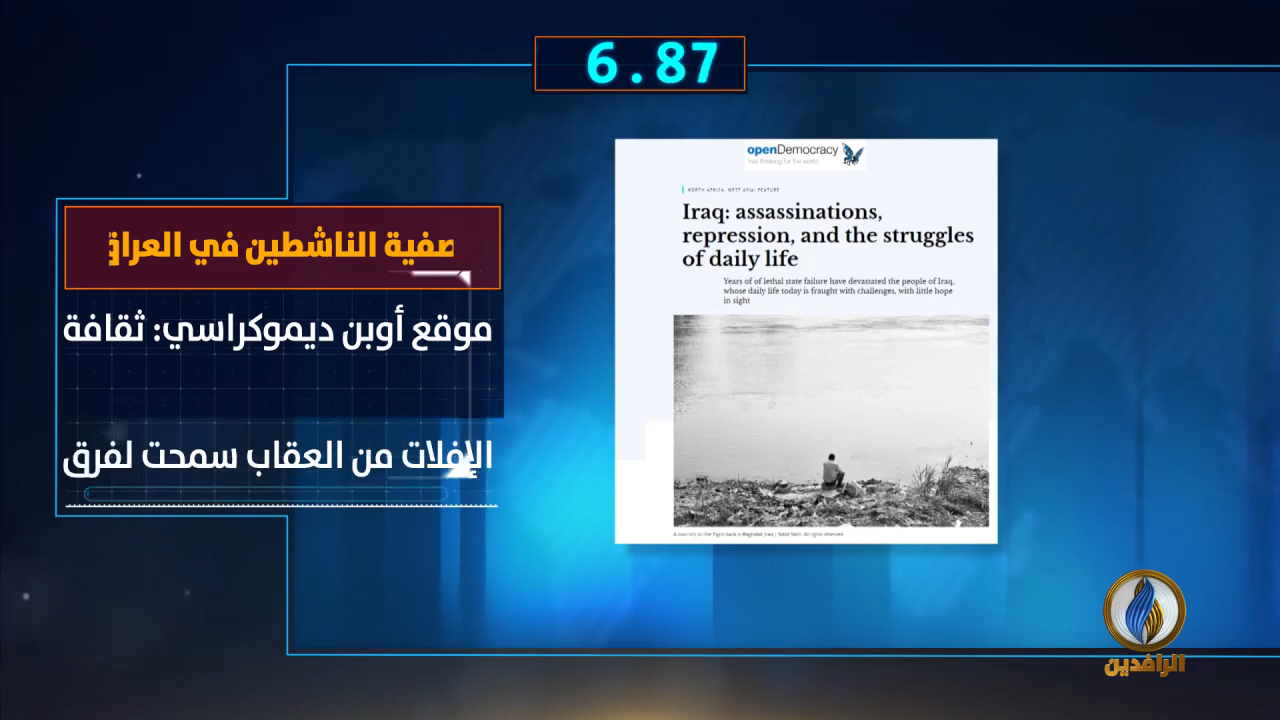 6.87
صفية الناشطين في العراق
موقع أوبن ديموكراسي: ثقافة
الإفلات من العقاب سمحت لفرق
openDemocracy
free thinking for the world
NORTH AFRICA, WEST ASIA: FEATURE
Iraq: assassinations,
repression, and the struggles
of daily life
Years of of lethal state failure have devastated the people of Iraq,
whose daily life today is fraught with challenges, with little hope
in sight
الرافدين